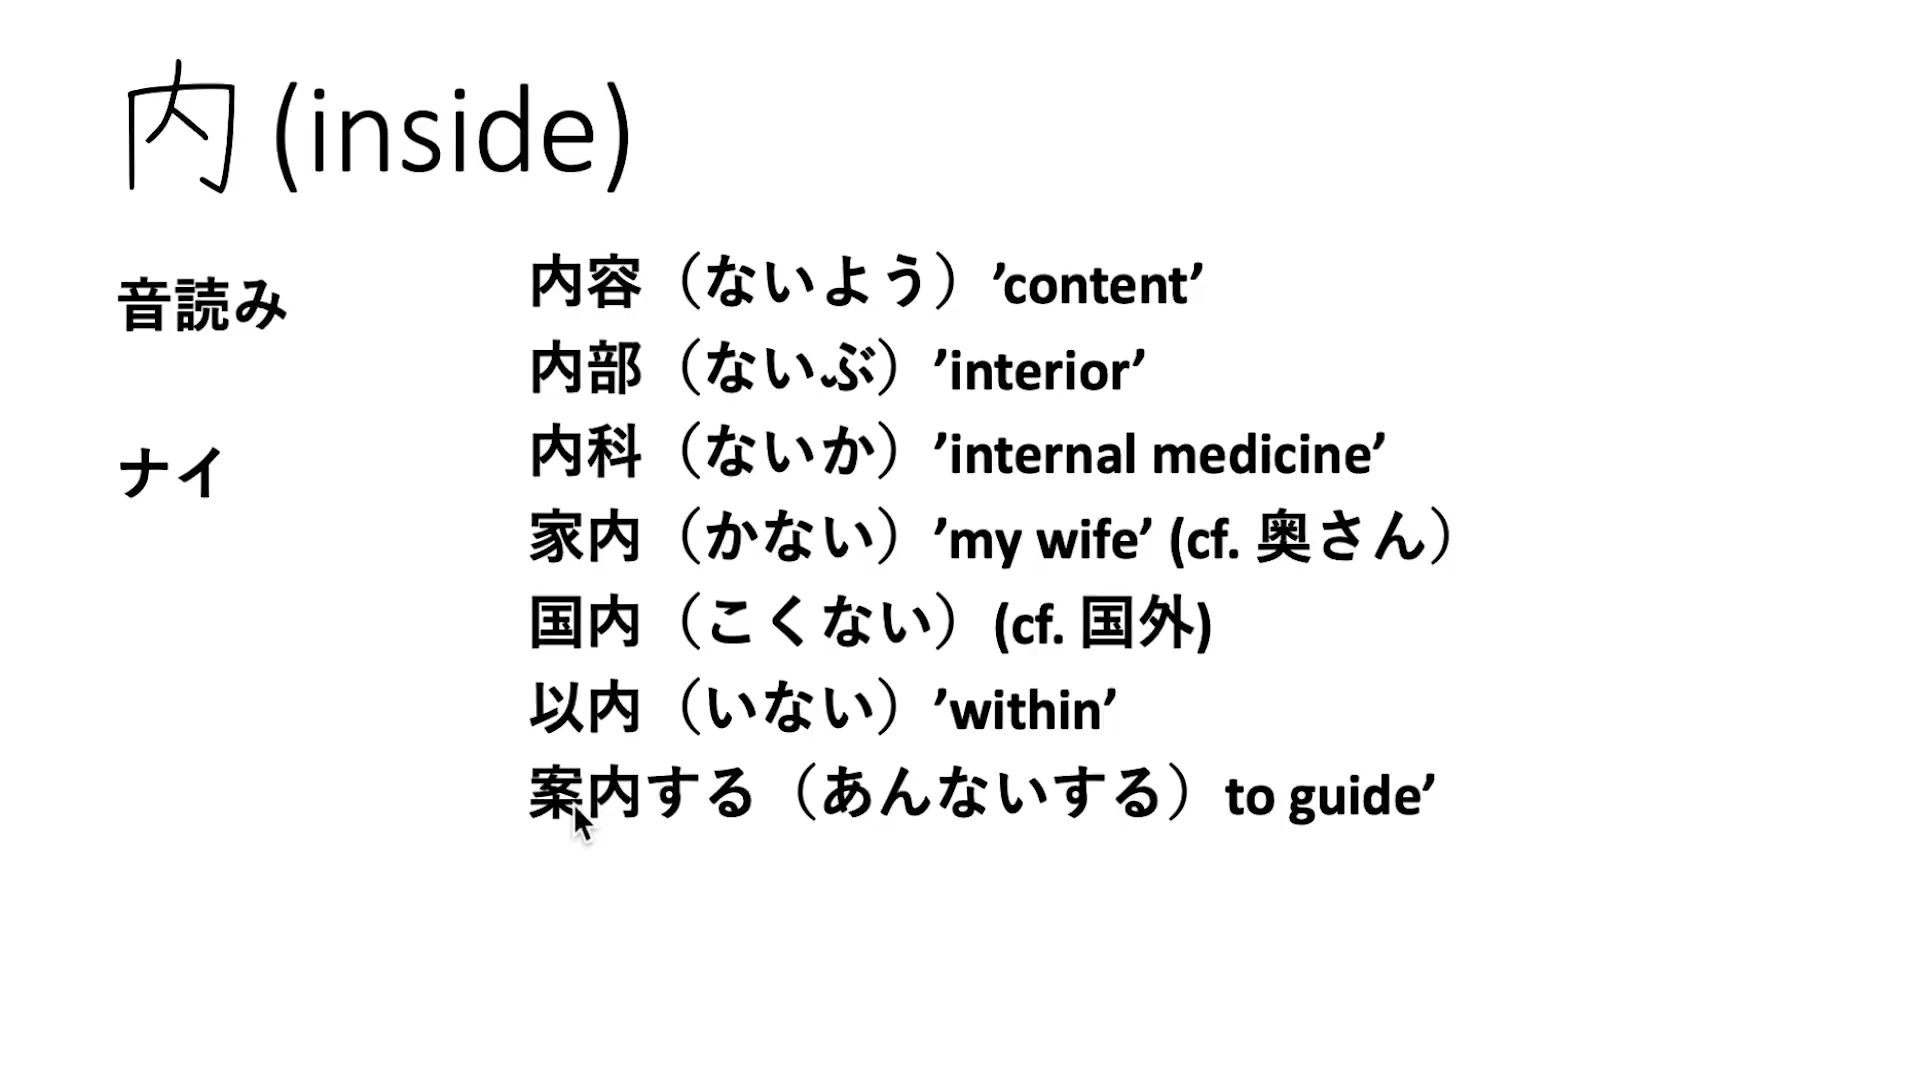 内 (inside)
音読み
ナイ
内容（ないよう）’content’
内部（ないぶ）’interior’
内科（ないか）’internal medicine’
家内（かない）’my wife’ (cf. 奥さん）
国内（こくない）(cf. 国外)
以内（いない）’within’
案内する（あんないする）to guide’